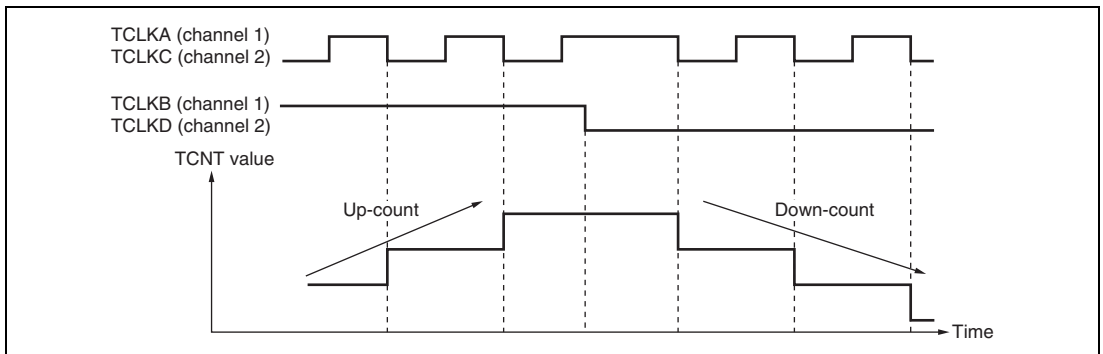 TCLKA (channel 1)
TCLKC (channel 2)
TCLKB (channel 1)
TCLKD (channel 2)
TCNT value
Up-count
Down-count
Time